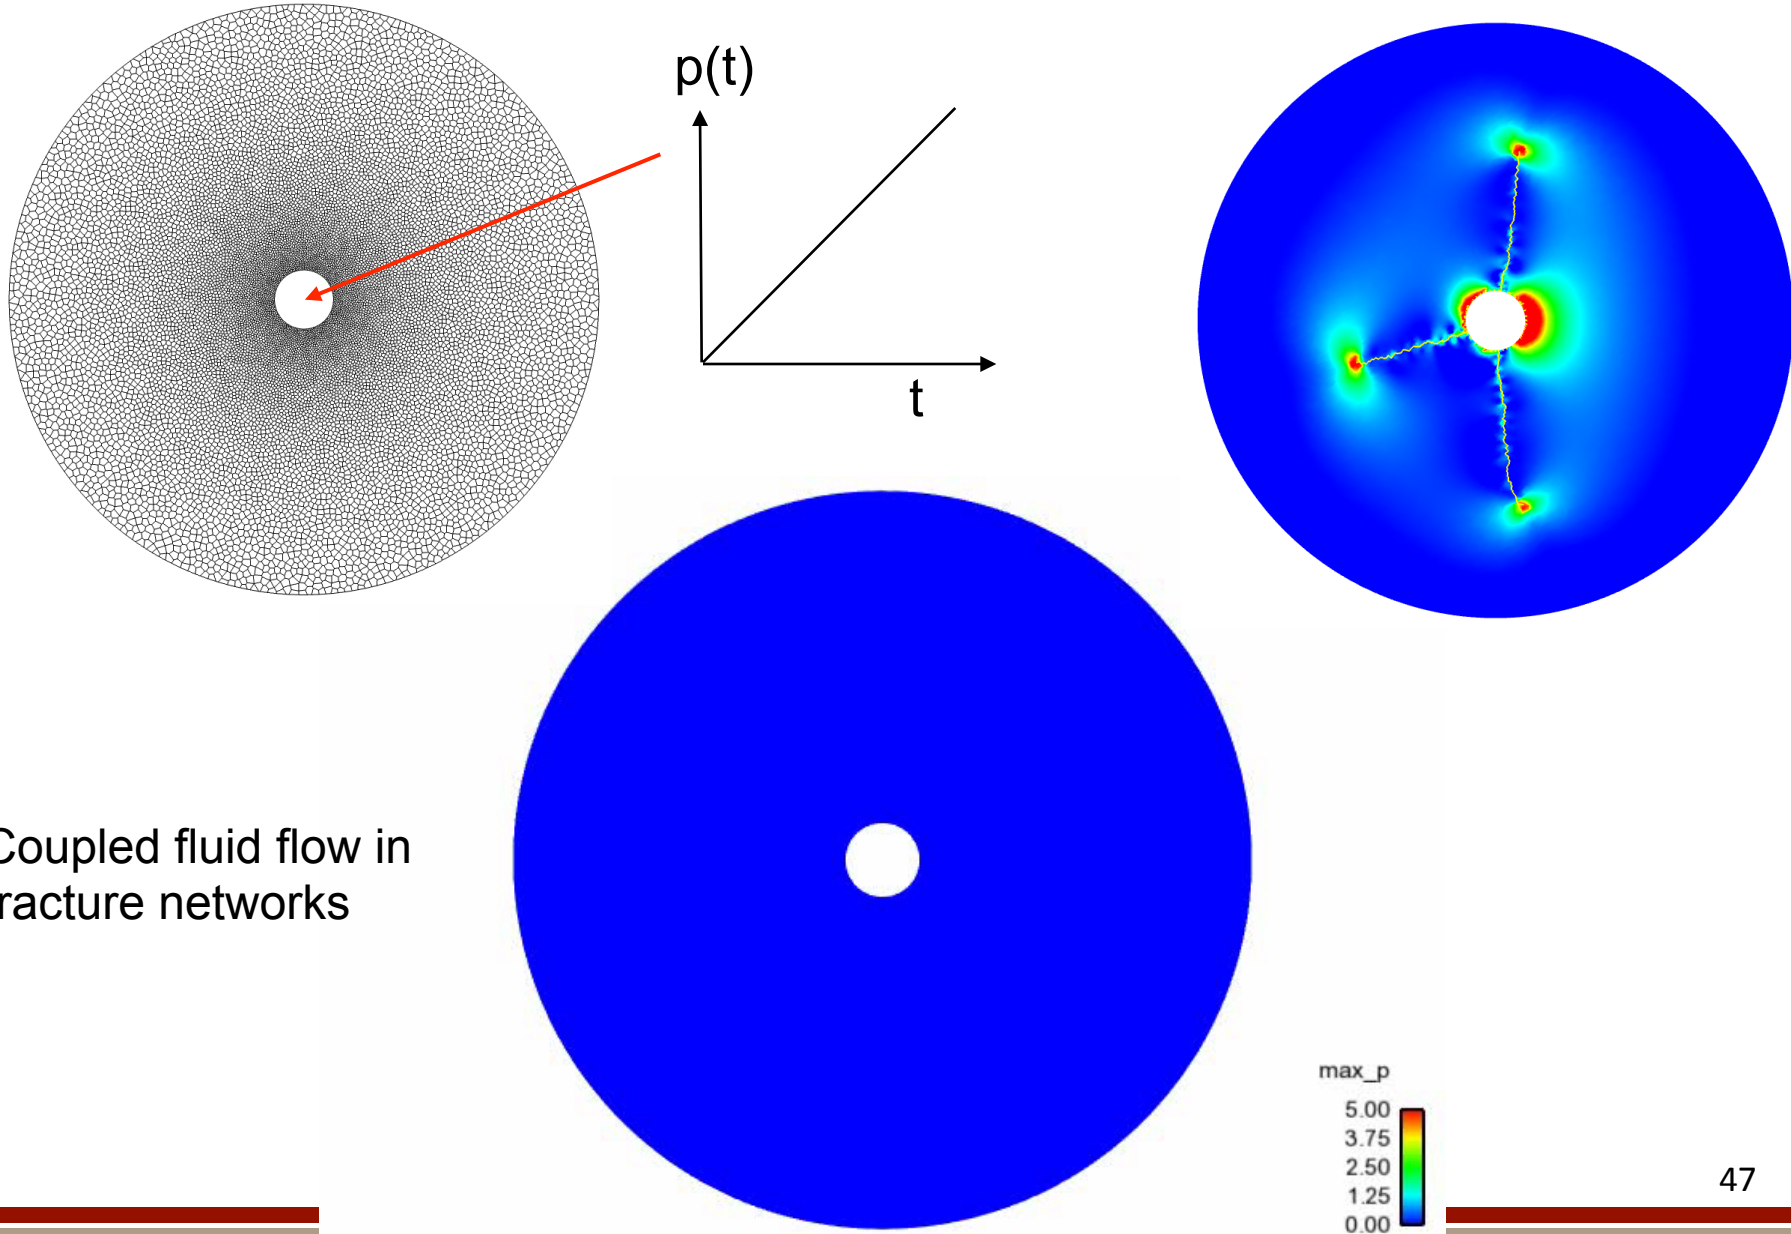 p(t)
t
Coupled fluid flow in
racture networks
max_p
5.00
3.75
2.50
1.25
0.00
47